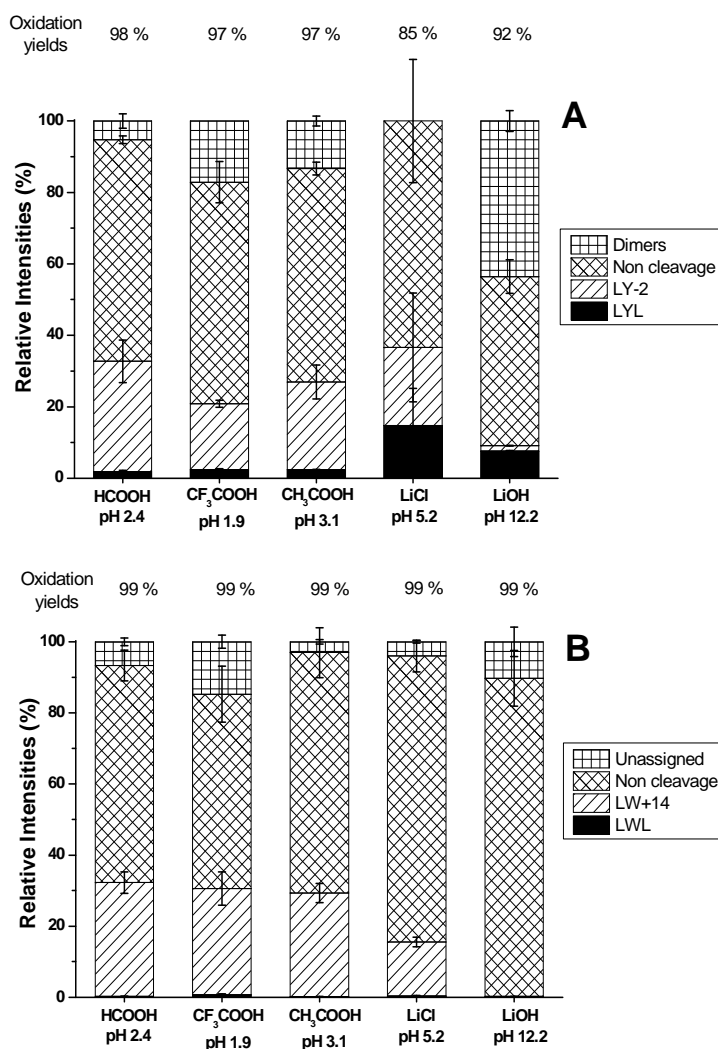 Oxidation yields 98 % 97 % 97 % 85 % 92 %
A
100
80
60
40
20
0
Relative Intensities (%)
Dimers
Non cleavage
LY-2
LYL
HCOOH CF3COOH CH3COOH LiCl LiOH
pH 2.4 pH 1.9 pH 3.1 pH 5.2 pH 12.2
Oxidation yields 99 % 99 % 99 % 99 % 99 %
B
100
80
60
40
20
0
Relative Intensities (%)
Unassigned
Non cleavage
LW+14
LWL
HCOOH CF3COOH CH3COOH LiCl LiOH
pH 2.4 pH 1.9 pH 3.1 pH 5.2 pH 12.2